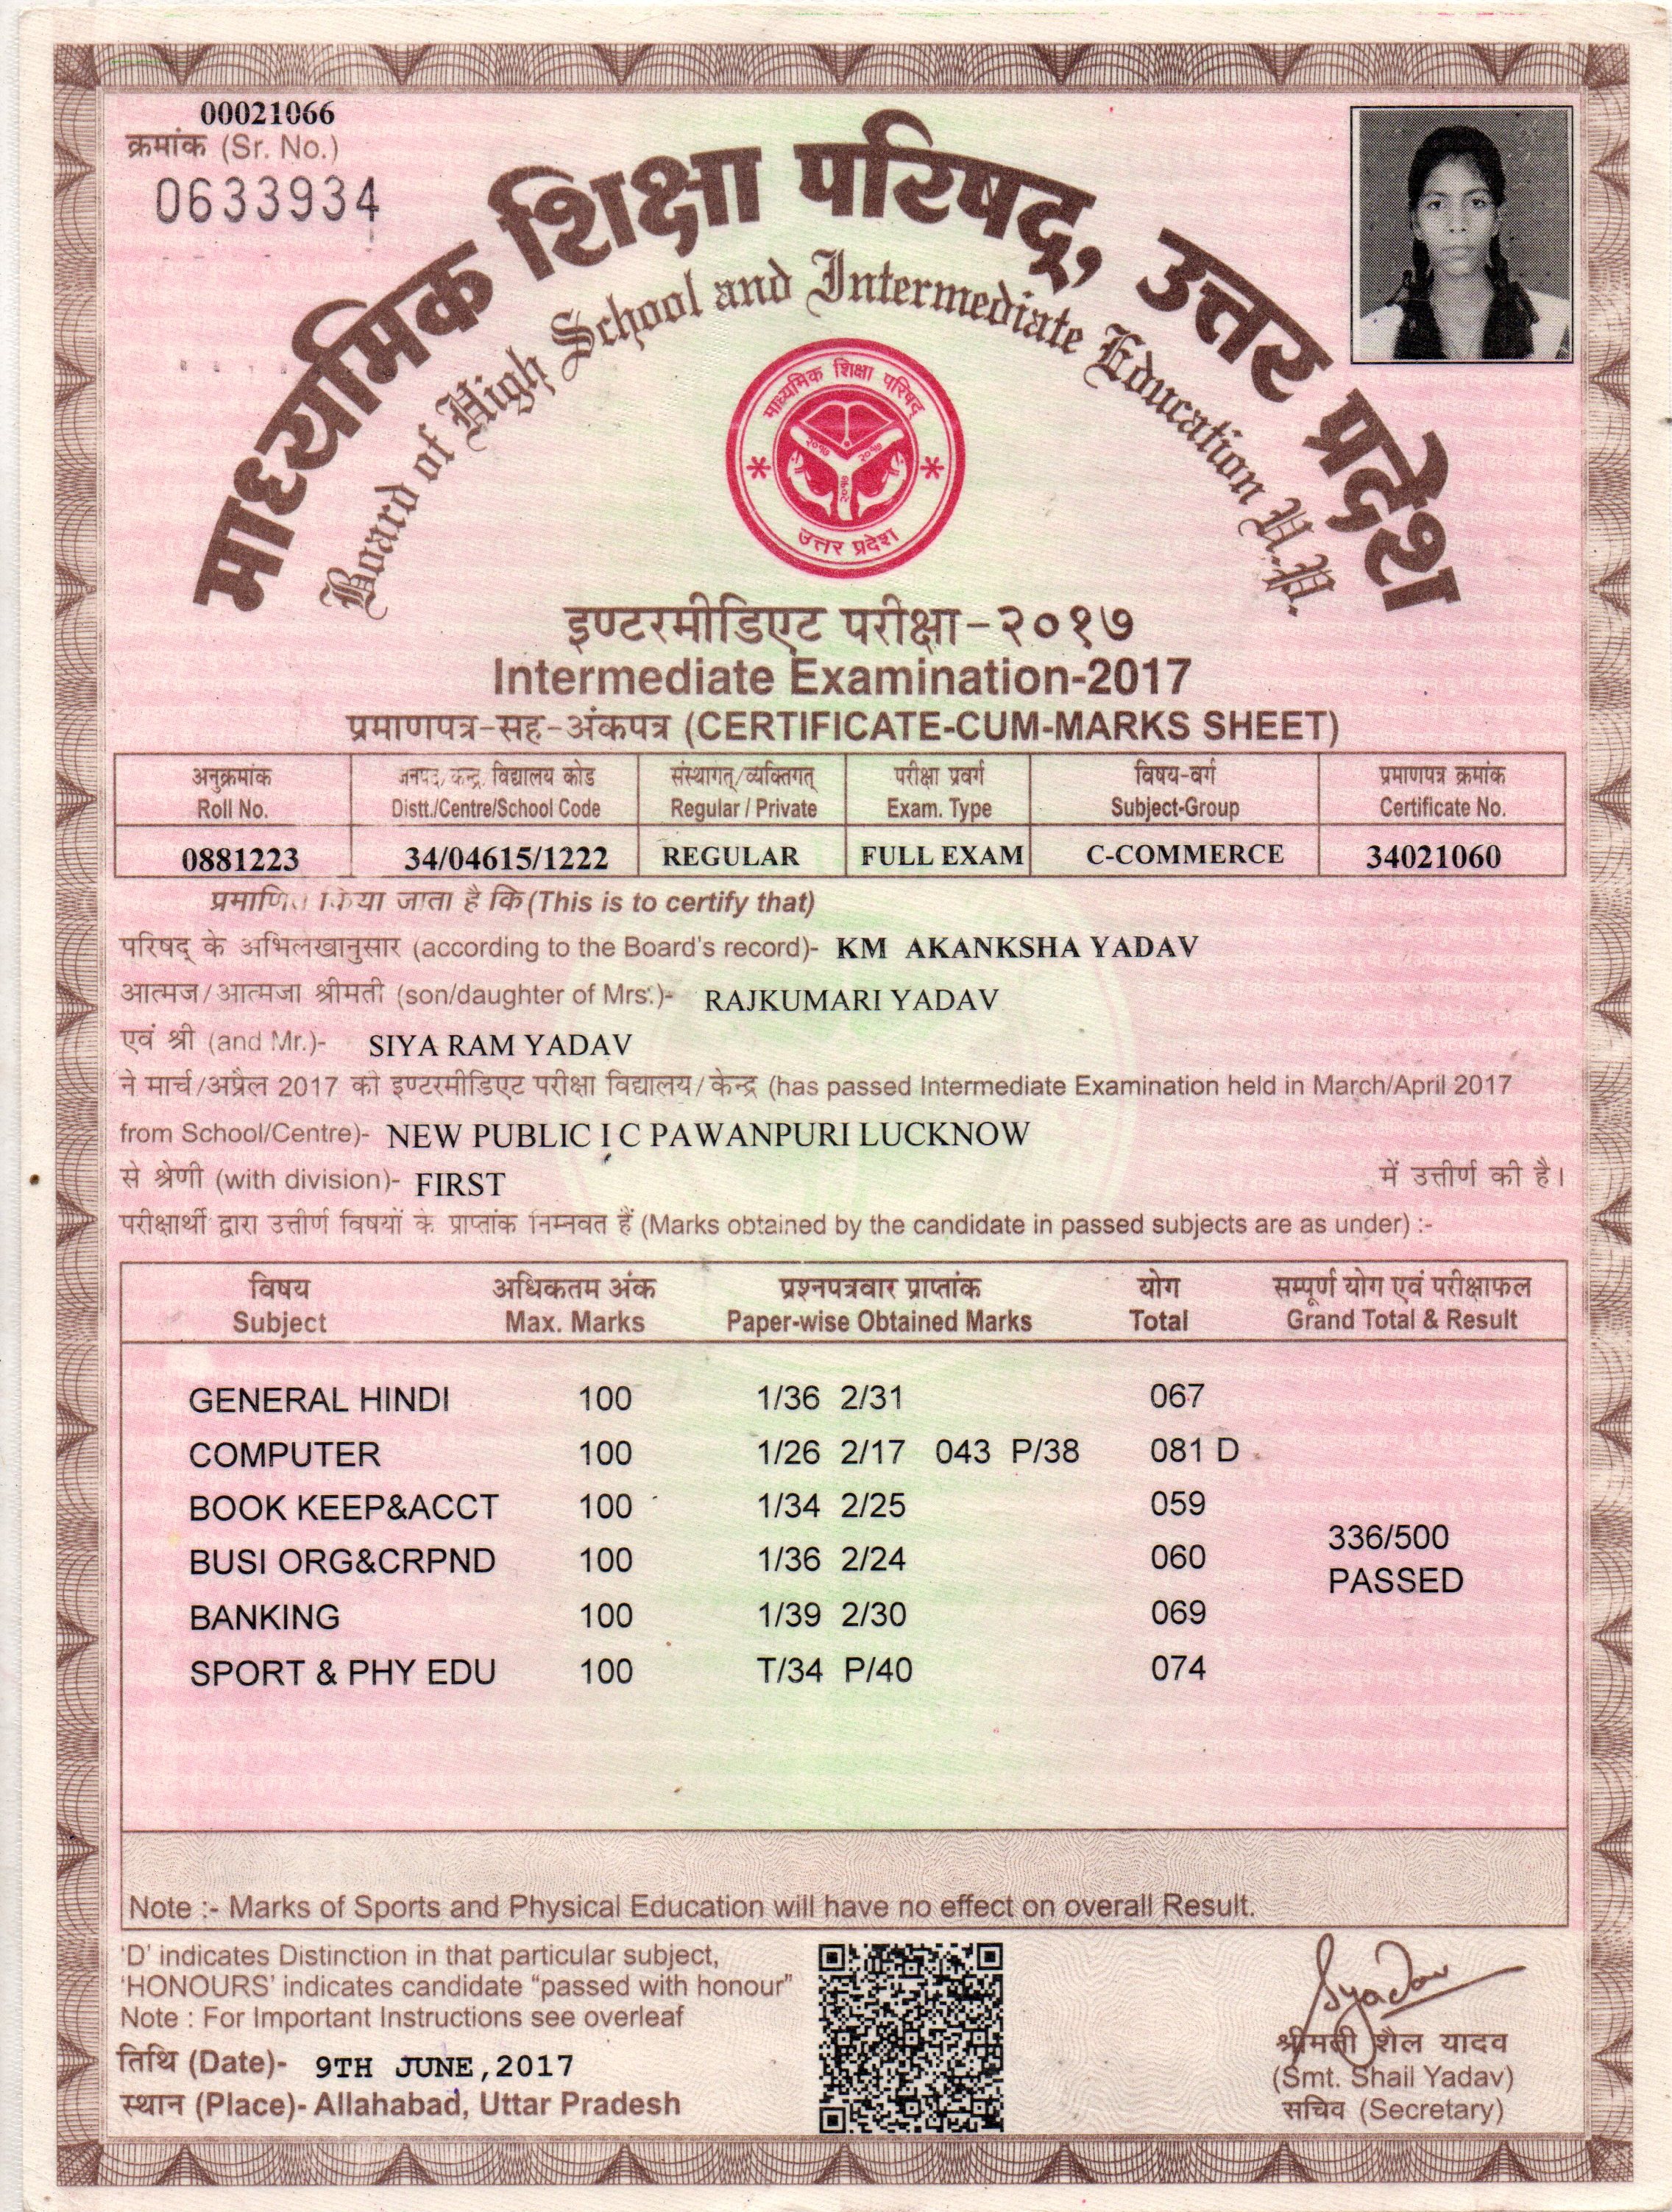 00021066
क्रमांक (Sr. No.)
0633934
माध्यमिक शिक्षा परिषद्, उत्तर प्रदेश
Board of High School and Intermediate Education U.P.
माध्यमिक शिक्षा परिषद्
२०१७ २०१७
२०१७
उत्तर प्रदेश
इण्टरमीडिएट परीक्षा-२०१७
Intermediate Examination-2017
प्रमाणपत्र-सह-अंकपत्र (CERTIFICATE-CUM-MARKS SHEET)
अनुक्रमांक जनपद/केन्द्र/विद्यालय कोड संस्थागत्/व्यक्तिगत् परीक्षा प्रवर्ग विषय-वर्ग प्रमाणपत्र क्रमांक
Roll No. Distt./Centre/School Code Regular / Private Exam. Type Subject-Group Certificate No.
0881223 34/04615/1222 REGULAR FULL EXAM C-COMMERCE 34021060
प्रमाणित किया जाता है कि (This is to certify that)
परिषद् के अभिलेखानुसार (according to the Board's record)- KM AKANKSHA YADAV
आत्मज/आत्मजा श्रीमती (son/daughter of Mrs.)- RAJKUMARI YADAV
एवं श्री (and Mr.)- SIYA RAM YADAV
ने मार्च/अप्रैल 2017 की इण्टरमीडिएट परीक्षा विद्यालय/केन्द्र (has passed Intermediate Examination held in March/April 2017
from School/Centre)- NEW PUBLIC I C PAWANPURI LUCKNOW
से श्रेणी (with division)- FIRST में उत्तीर्ण की है।
परीक्षार्थी द्वारा उत्तीर्ण विषयों के प्राप्तांक निम्नवत हैं (Marks obtained by the candidate in passed subjects are as under) :-
विषय अधिकतम अंक प्रश्नपत्रवार प्राप्तांक योग सम्पूर्ण योग एवं परीक्षाफल
Subject Max. Marks Paper-wise Obtained Marks Total Grand Total & Result
GENERAL HINDI 100 1/36 2/31 067
COMPUTER 100 1/26 2/17 043 P/38 081 D
BOOK KEEP&ACCT 100 1/34 2/25 059
336/500
BUSI ORG&CRPND 100 1/36 2/24 060
PASSED
BANKING 100 1/39 2/30 069
SPORT & PHY EDU 100 T/34 P/40 074
Note :- Marks of Sports and Physical Education will have no effect on overall Result.
'D' indicates Distinction in that particular subject,
'HONOURS' indicates candidate "passed with honour"
Note : For Important Instructions see overleaf
तिथि (Date)- 9TH JUNE,2017
स्थान (Place)- Allahabad, Uttar Pradesh
Syadav
श्रीमती शैल यादव
(Smt. Shail Yadav)
सचिव (Secretary)